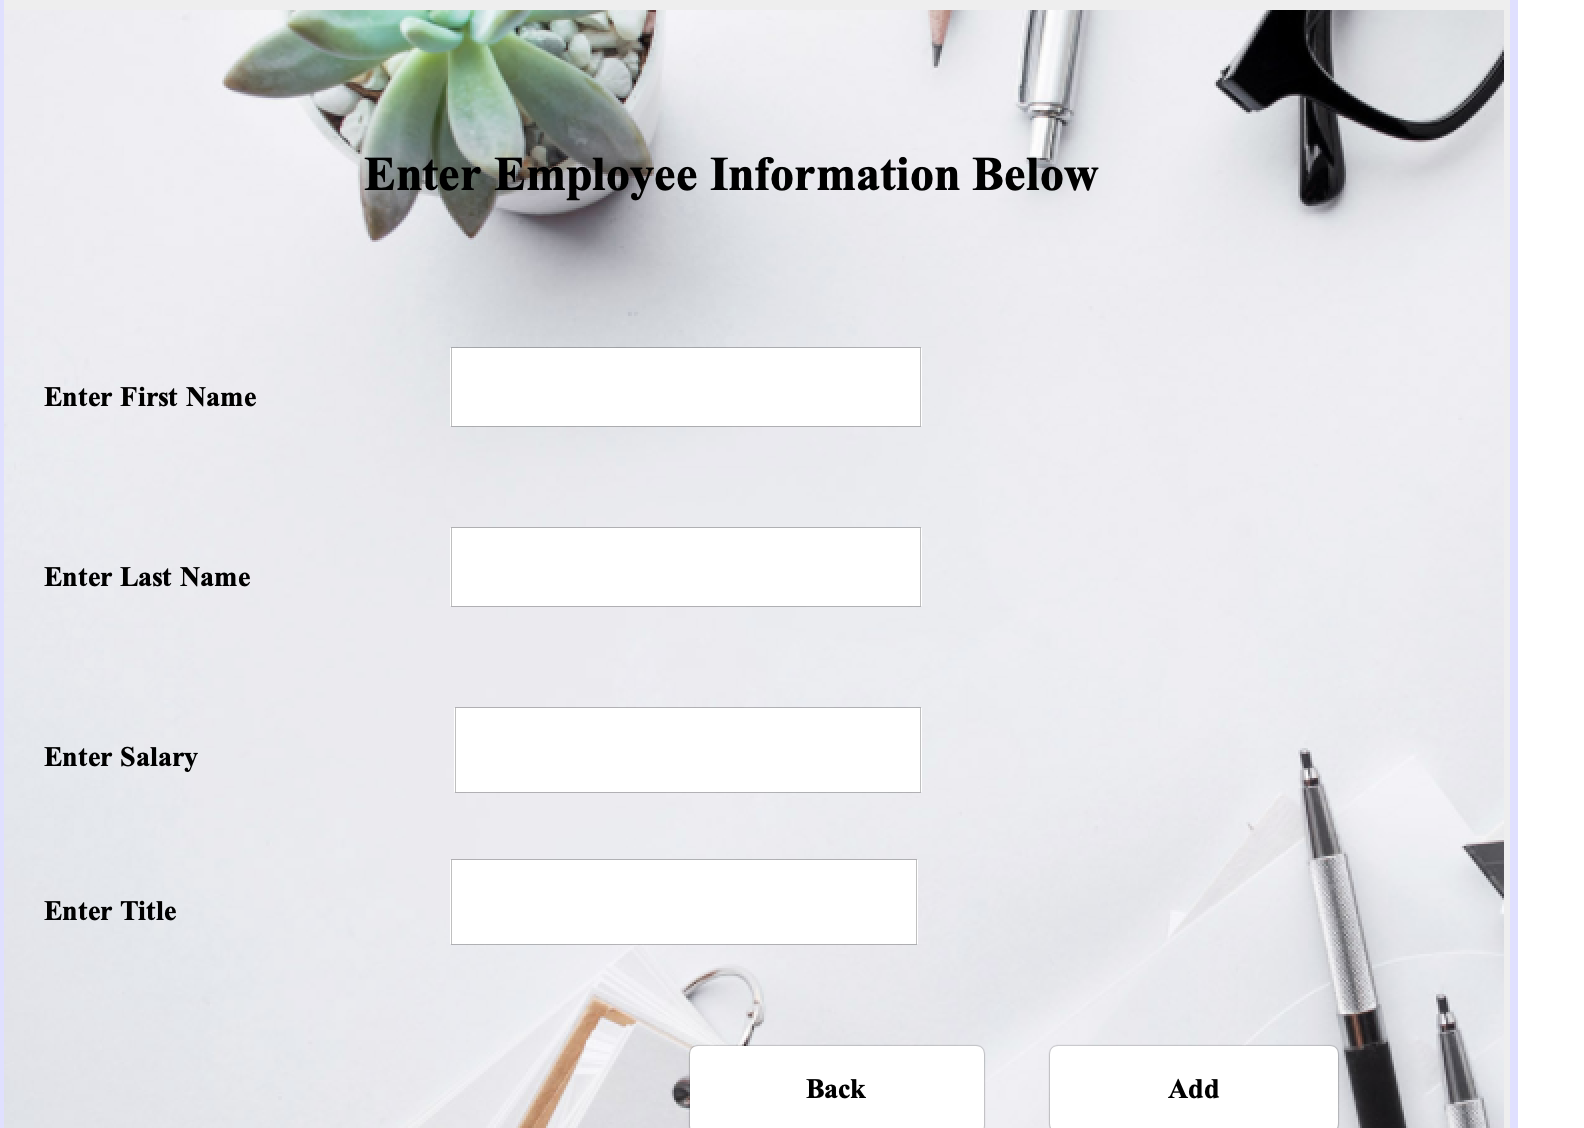 Enter Employee Information Below
Enter First Name
Enter Last Name
Enter Salary
Enter Title
Back
Add